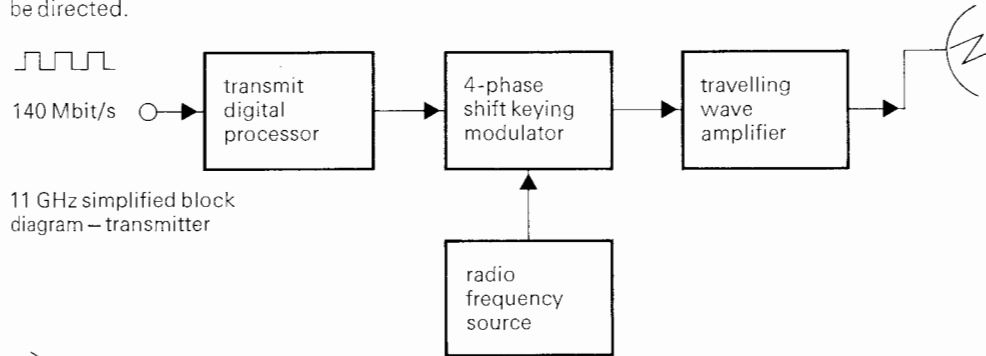 be directed.
140 Mbit/s
transmit
digital
processor
4-phase
shift keying
modulator
travelling
wave
amplifier
11 GHz simplified block
diagram – transmitter
radio
frequency
source